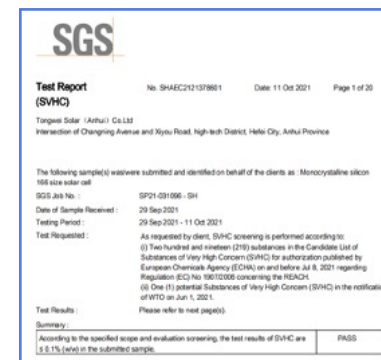 SGS
Test Report No. SHAEC2121378601 Date: 11 Oct 2021 Page 1 of 20
(SVHC)
Tongwei Solar (Anhui) Co.Ltd
Intersection of Changning Avenue and Xiyou Road, high-tech District, Hefei City, Anhui Province
The following sample(s) was/were submitted and identified on behalf of the clients as : Monocrystalline silicon
166 size solar cell
SGS Job No. : SP21-031096 - SH
Date of Sample Received : 29 Sep 2021
Testing Period : 29 Sep 2021 - 11 Oct 2021
Test Requested : As requested by client, SVHC screening is performed according to:
(i) Two hundred and nineteen (219) substances in the Candidate List of
Substances of Very High Concern (SVHC) for authorization published by
European Chemicals Agency (ECHA) on and before Jul 8, 2021 regarding
Regulation (EC) No 1907/2006 concerning the REACH.
(ii) One (1) potential Substances of Very High Concern (SVHC) in the notification
of WTO on Jun 1, 2021.
Test Results : Please refer to next page(s).
Summary :
According to the specified scope and evaluation screening, the test results of SVHC are PASS
≤ 0.1% (w/w) in the submitted sample.